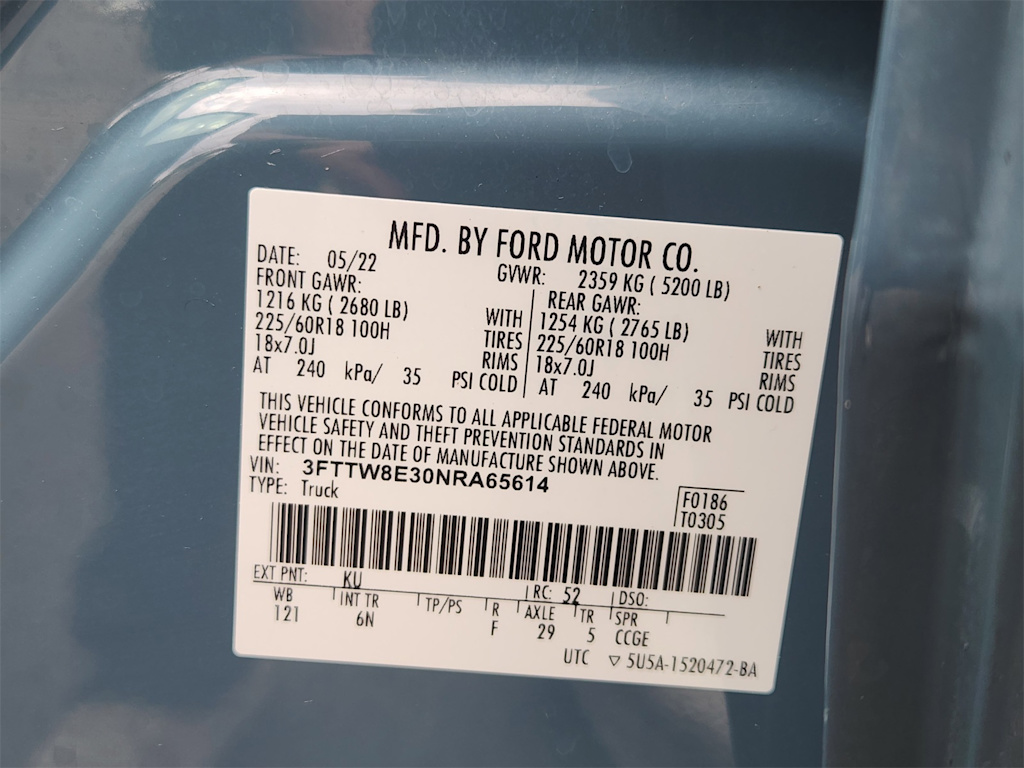 MFD. BY FORD MOTOR CO.
DATE: 05/22 GVWR: 2359 KG ( 5200 LB)
FRONT GAWR: REAR GAWR:
1216 KG ( 2680 LB) WITH 1254 KG ( 2765 LB) WITH
225/60R18 100H TIRES 225/60R18 100H TIRES
18x7.0J RIMS 18x7.0J RIMS
AT 240 kPa/ 35 PSI COLD AT 240 kPa/ 35 PSI COLD
THIS VEHICLE CONFORMS TO ALL APPLICABLE FEDERAL MOTOR
VEHICLE SAFETY AND THEFT PREVENTION STANDARDS IN
EFFECT ON THE DATE OF MANUFACTURE SHOWN ABOVE.
VIN: 3FTTW8E30NRA65614
TYPE: Truck F0186
T0305
EXT PNT: KU RC: 52 DSO:
WB INT TR TP/PS R AXLE TR SPR
121 6N F 29 5 CCGE
UTC ▽ 5U5A-1520472-BA